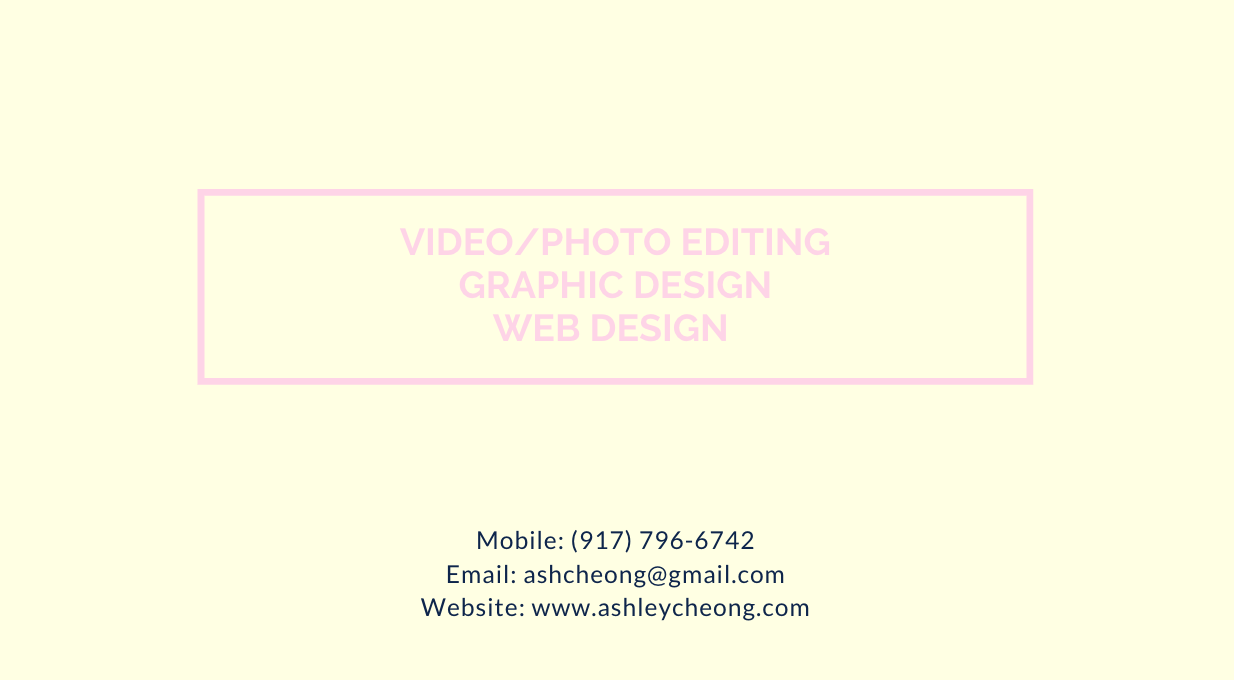 VIDEO/PHOTO EDITING
GRAPHIC DESIGN
WEB DESIGN
Mobile: (917) 796-6742
Email: ashcheong@gmail.com
Website: www.ashleycheong.com